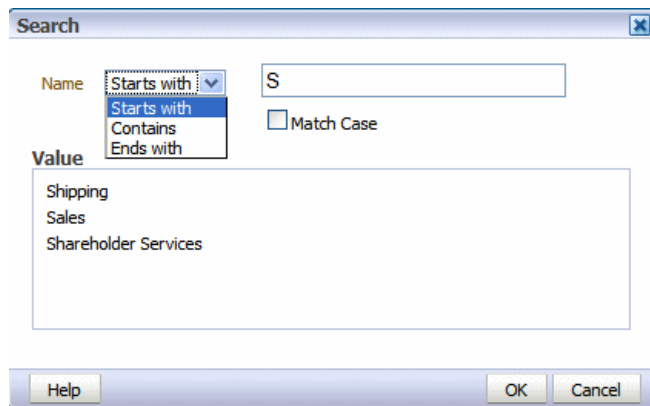 Search
Name Starts with S
Starts with
Contains
Ends with
Match Case
Value
Shipping
Sales
Shareholder Services
Help OK Cancel